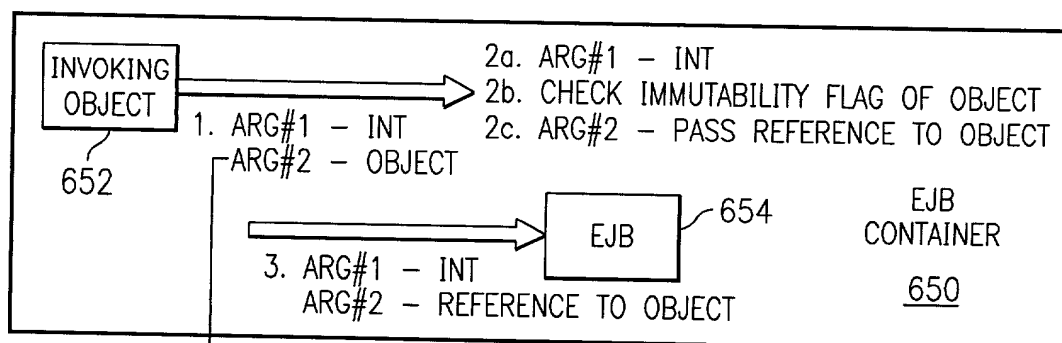 INVOKING
OBJECT
652
1. ARG#1 – INT
ARG#2 – OBJECT
2a. ARG#1 – INT
2b. CHECK IMMUTABILITY FLAG OF OBJECT
2c. ARG#2 – PASS REFERENCE TO OBJECT
EJB
654
3. ARG#1 – INT
ARG#2 – REFERENCE TO OBJECT
EJB
CONTAINER
650